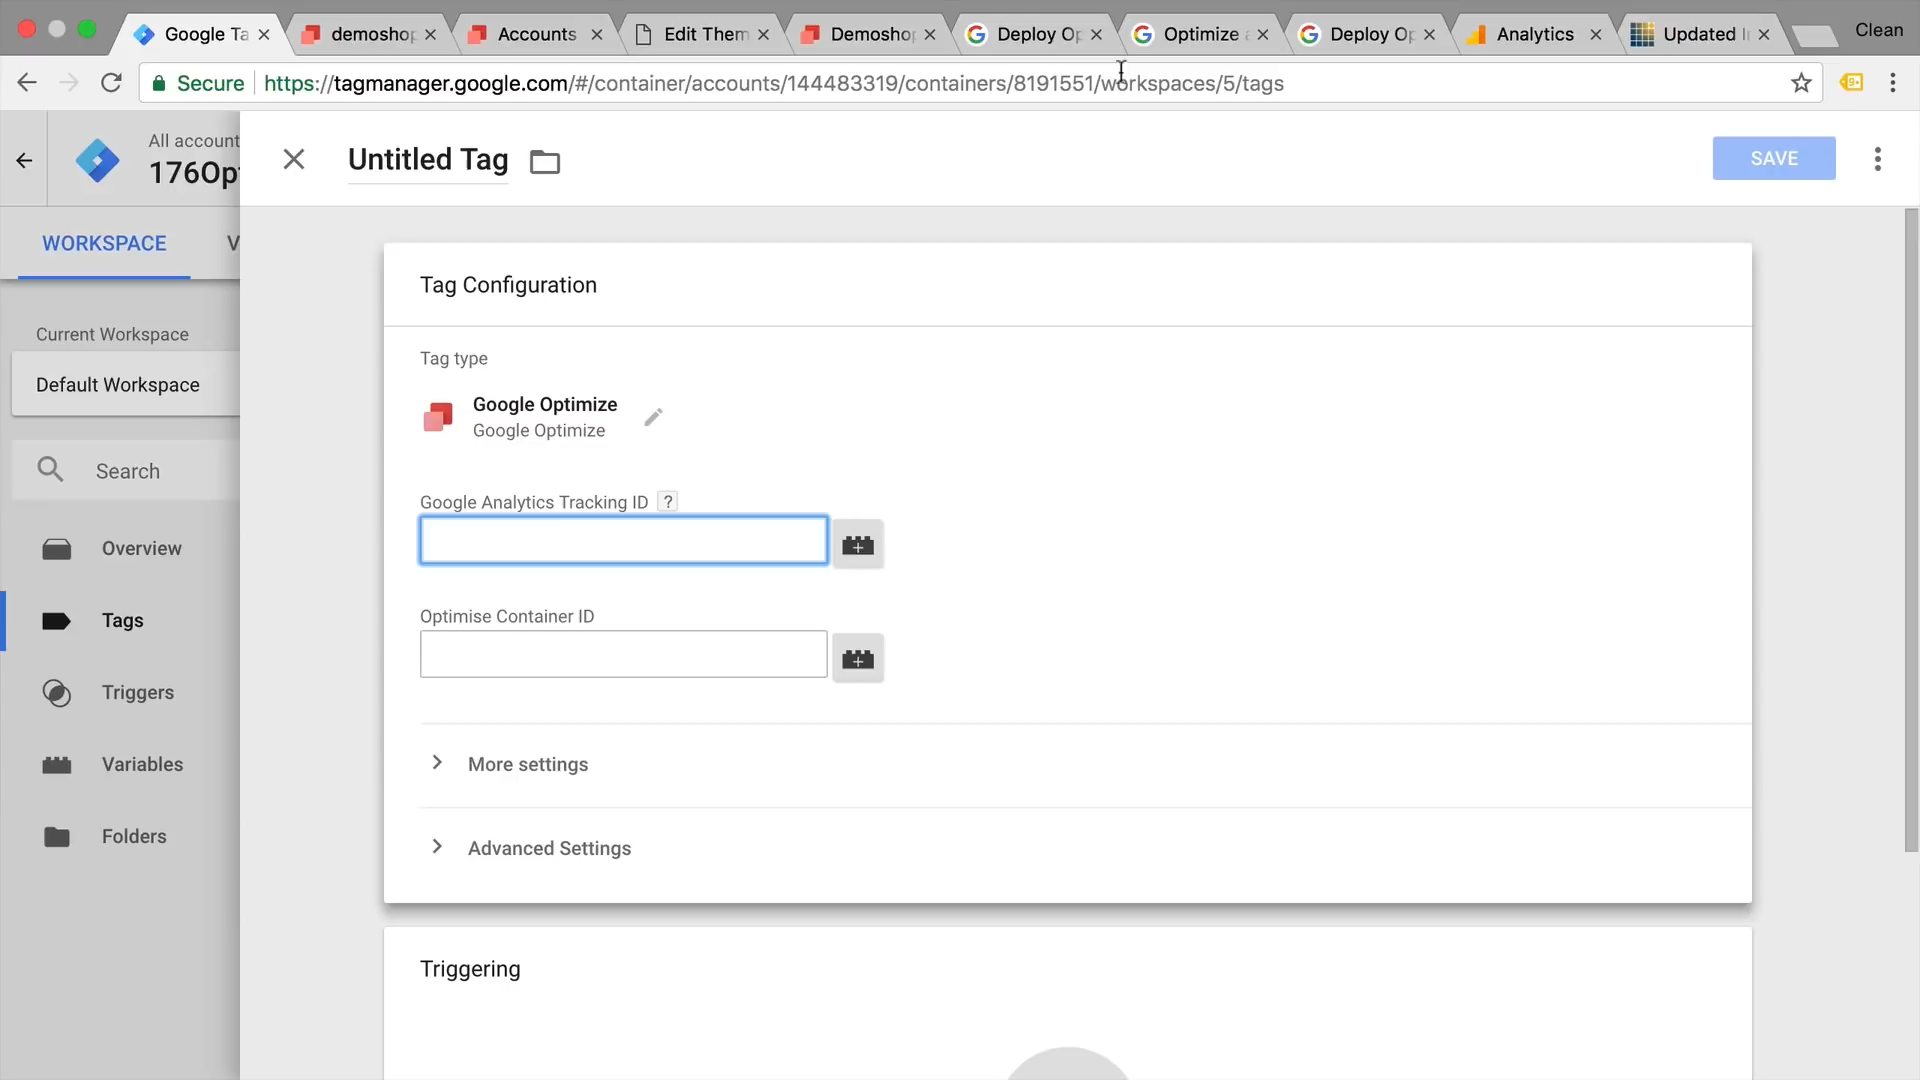 Google Ta
demoshop
Accounts
Edit Them
Demoshop
Deploy Op
Optimize a
Deploy Op
Analytics
Updated I
Clean
Secure
https://tagmanager.google.com/#/container/accounts/144483319/containers/8191551/workspaces/5/tags
All account
176Opt
Untitled Tag
SAVE
WORKSPACE
V
Tag Configuration
Current Workspace
Default Workspace
Tag type
Google Optimize
Google Optimize
Search
Google Analytics Tracking ID ?
Overview
Optimise Container ID
Tags
Triggers
Variables
More settings
Folders
Advanced Settings
Triggering